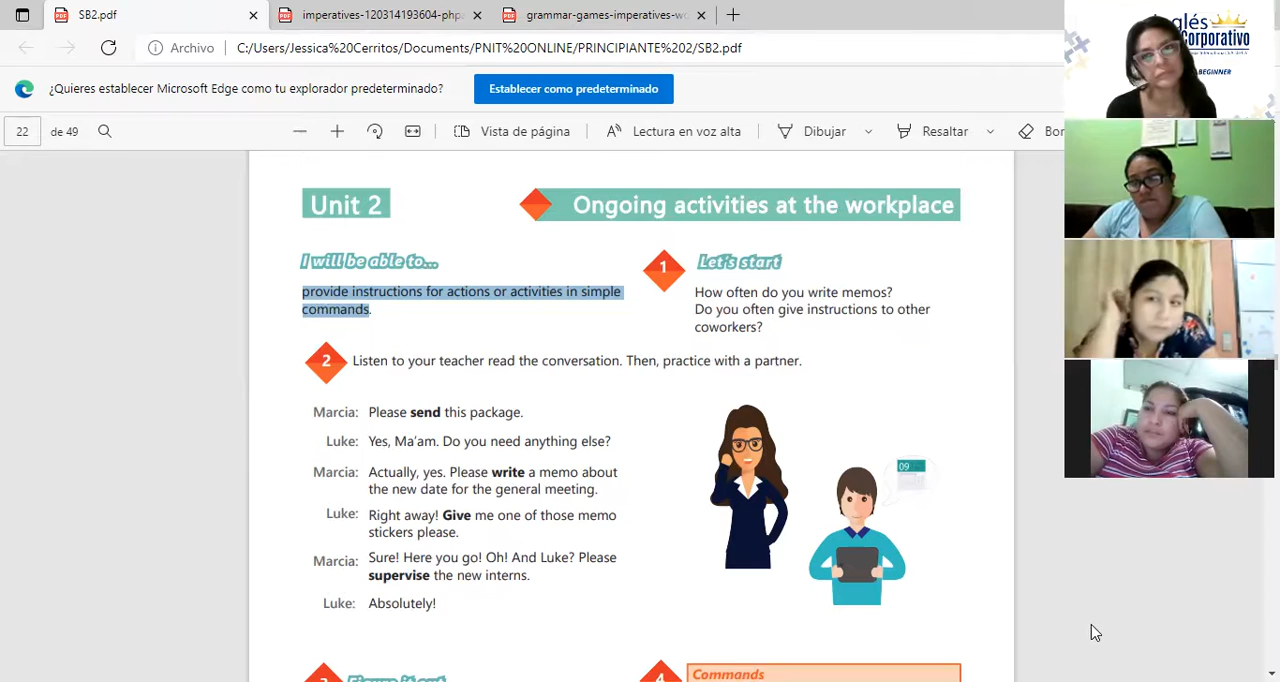 SB2.pdf
imperatives-120314193604-php
grammar-games-imperatives-wo
Archivo
C:/Users/Jessica%20Cerritos/Documents/PNIT%20ONLINE/PRINCIPIANTE%202/SB2.pdf
¿Quieres establecer Microsoft Edge como tu explorador predeterminado?
Establecer como predeterminado
22 de 49
Vista de página
Lectura en voz alta
Dibujar
Resaltar
Bor
Inglés
Corporativo
BEGINNER
Unit 2
Ongoing activities at the workplace
I will be able to...
provide instructions for actions or activities in simple
commands.
1
Let's start
How often do you write memos?
Do you often give instructions to other
coworkers?
2
Listen to your teacher read the conversation. Then, practice with a partner.
Marcia: Please send this package.
Luke: Yes, Ma'am. Do you need anything else?
Marcia: Actually, yes. Please write a memo about
the new date for the general meeting.
Luke: Right away! Give me one of those memo
stickers please.
Marcia: Sure! Here you go! Oh! And Luke? Please
supervise the new interns.
Luke: Absolutely!
09
3
Figure it out
4
Commands